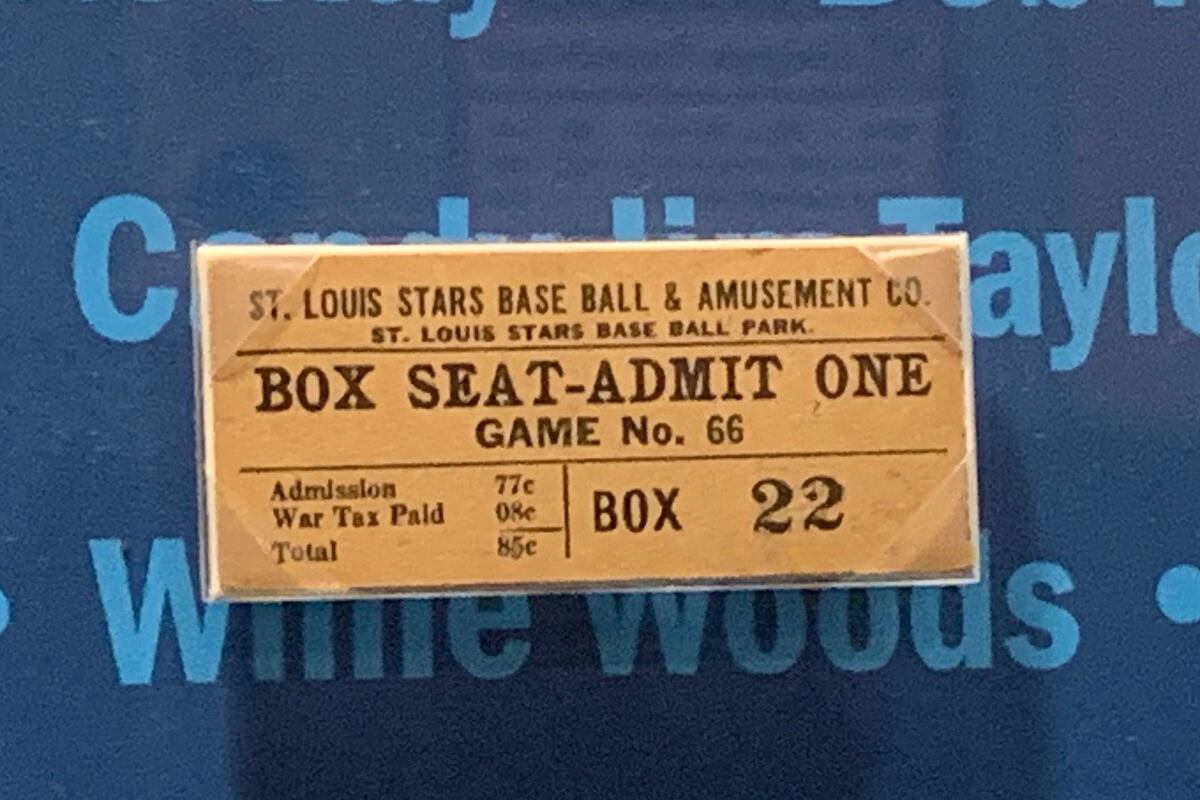 ST. LOUIS STARS BASE BALL & AMUSEMENT CO.
ST. LOUIS STARS BASE BALL PARK.
BOX SEAT-ADMIT ONE
GAME No. 66
Admission 77c
War Tax Paid 08c
Total 85c
BOX 22
• Willie Woods •